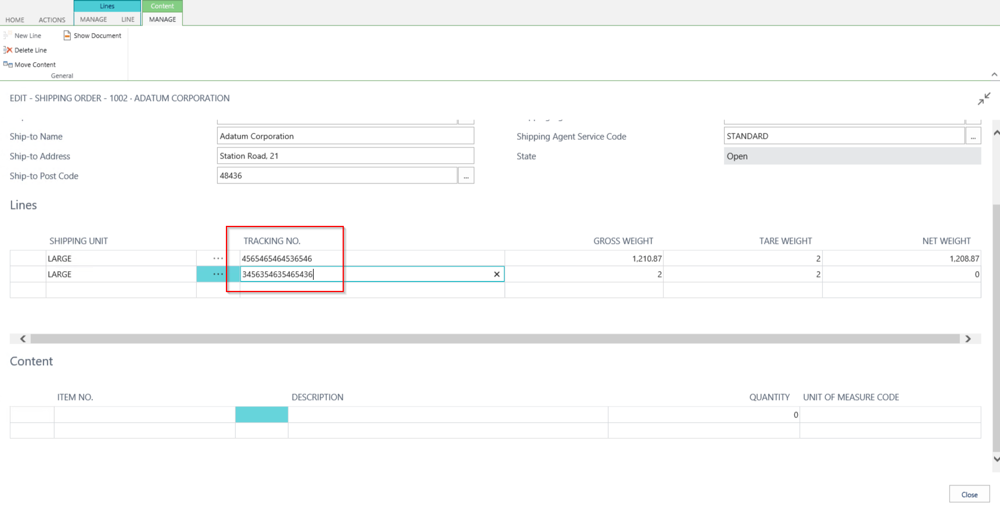 Lines Content
HOME ACTIONS MANAGE LINE MANAGE
New Line Show Document
Delete Line
Move Content
General
EDIT - SHIPPING ORDER - 1002 · ADATUM CORPORATION
Ship-to Name Adatum Corporation Shipping Agent Service Code STANDARD ...
Ship-to Address Station Road, 21 State Open
Ship-to Post Code 48436 ...
Lines
SHIPPING UNIT TRACKING NO. GROSS WEIGHT TARE WEIGHT NET WEIGHT
LARGE ... 4565465464536546 1,210.87 2 1,208.87
LARGE ... 3456354635465436 2 2 0
Content
ITEM NO. DESCRIPTION QUANTITY UNIT OF MEASURE CODE
0
Close